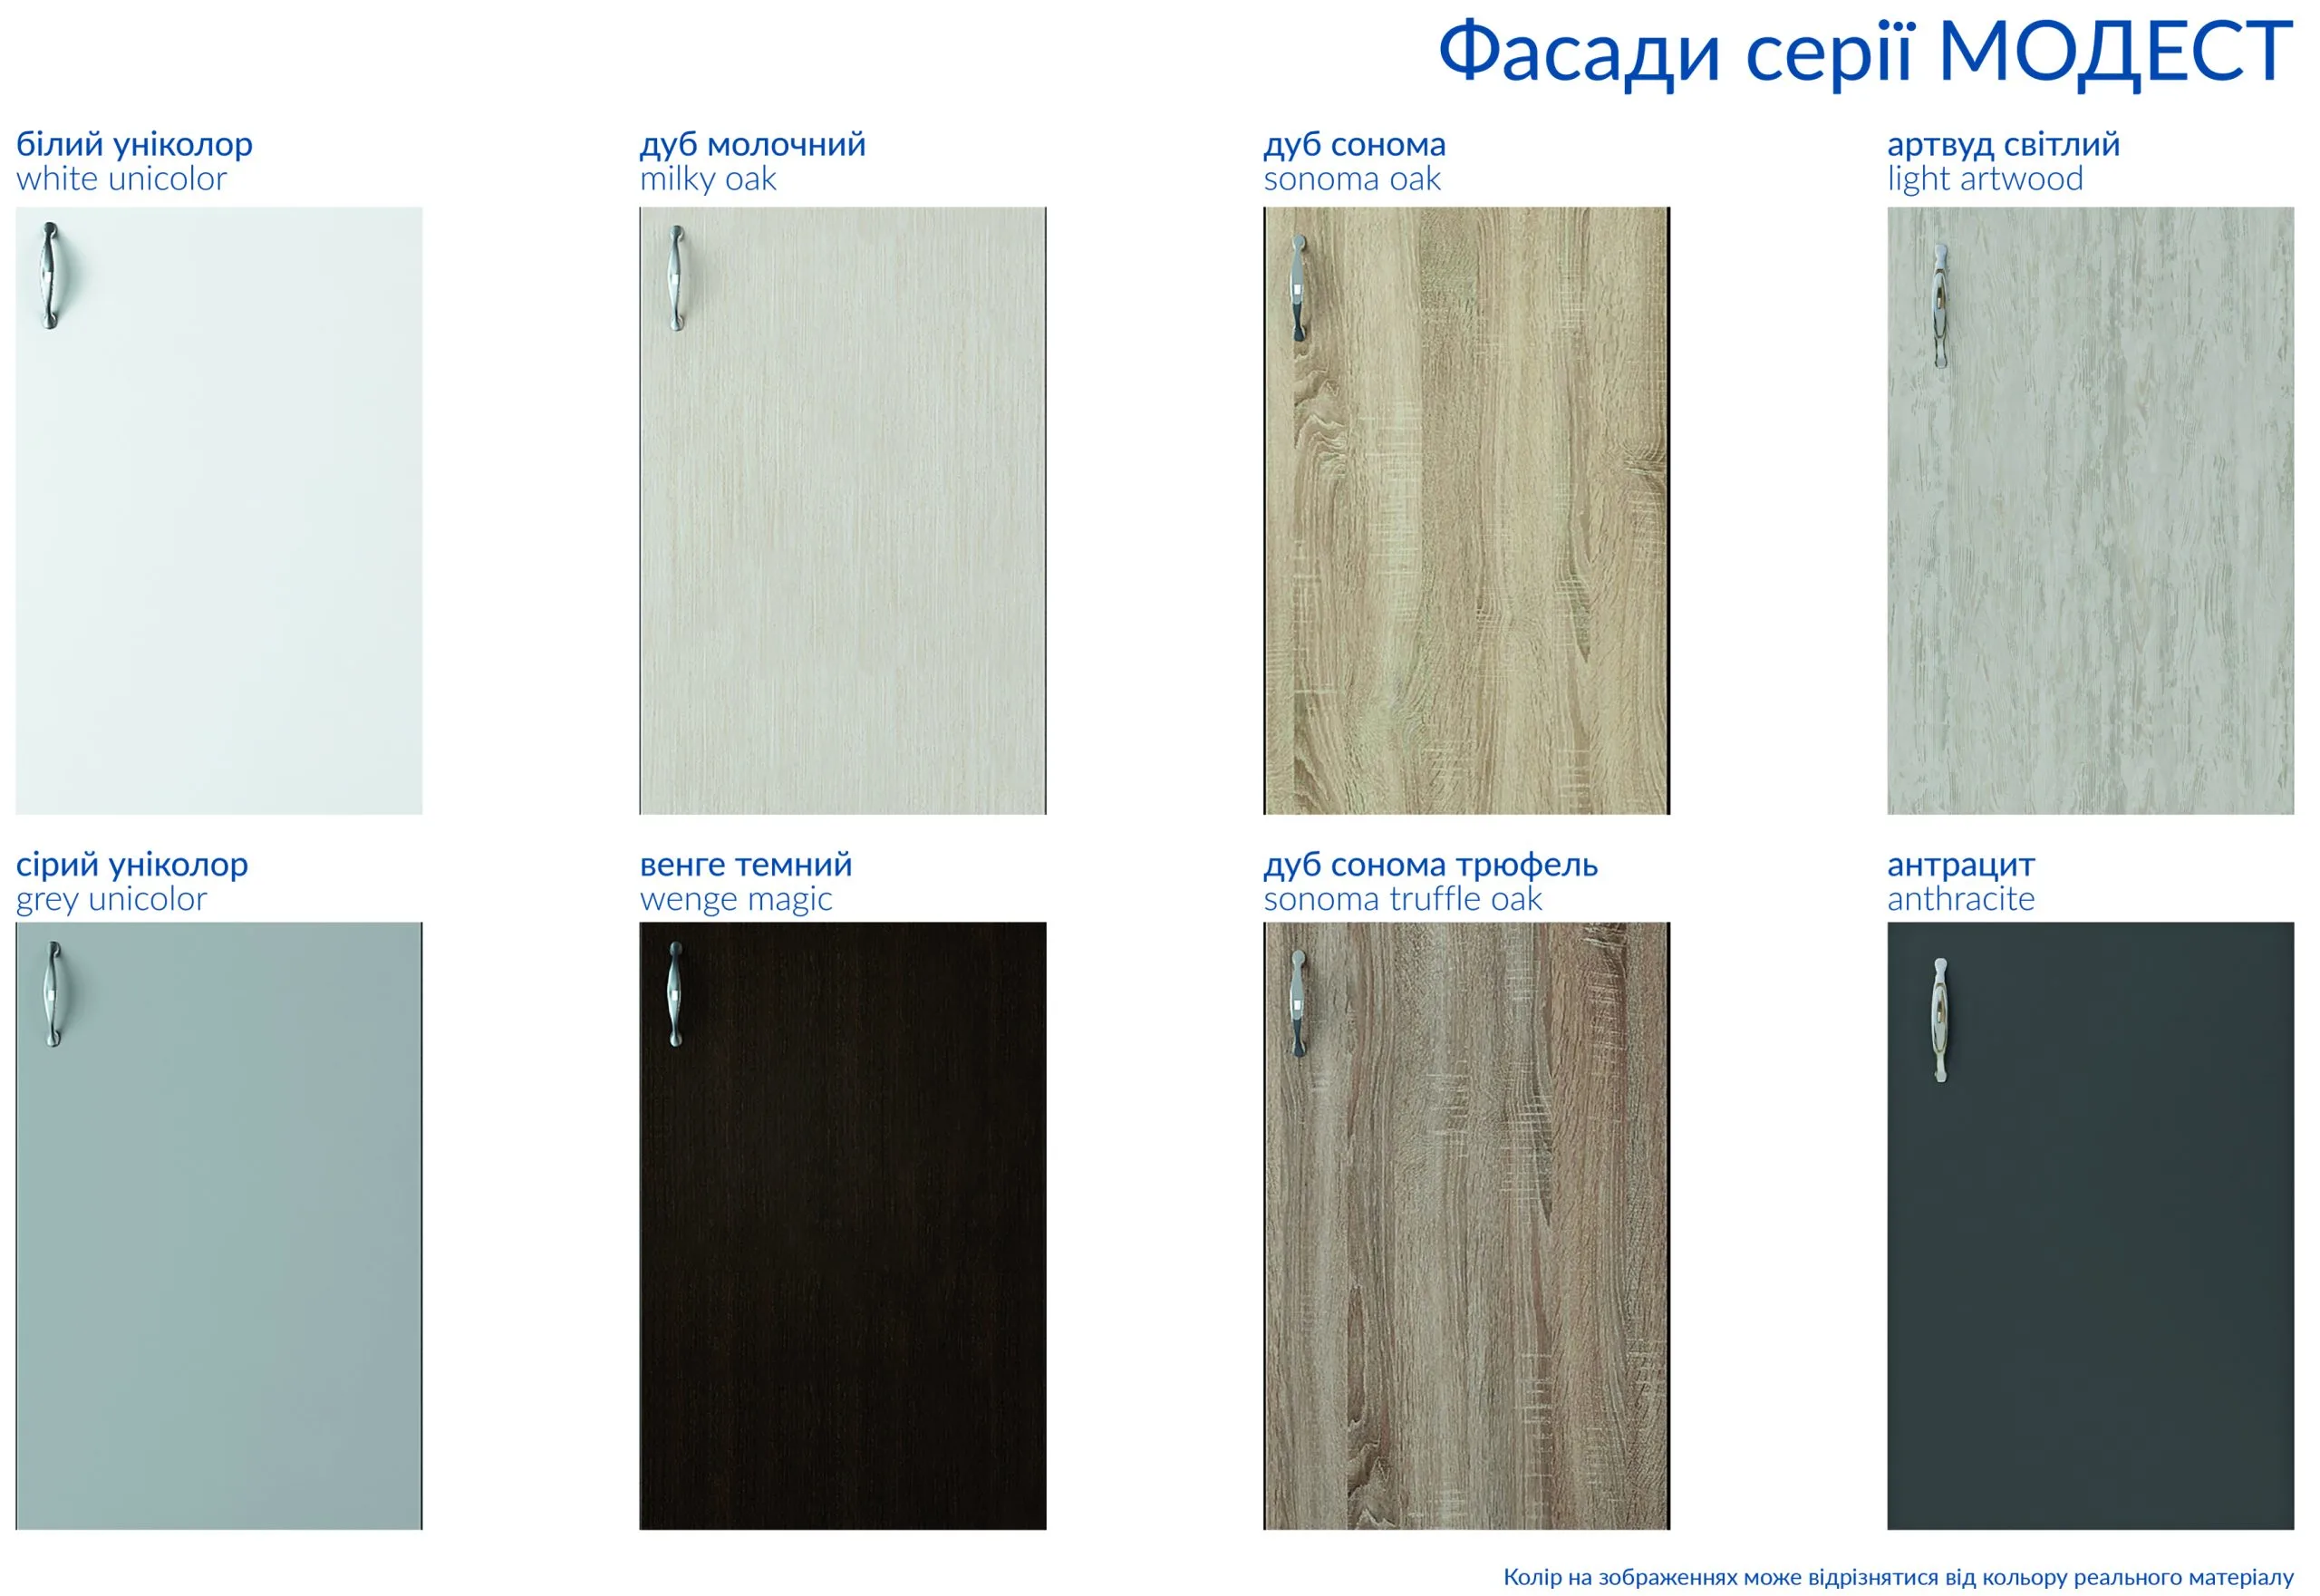 Фасади серії МОДЕСТ
білий уніколор
white unicolor
дуб молочний
milky oak
дуб сонома
sonoma oak
артвуд світлий
light artwood
сірий уніколор
grey unicolor
венге темний
wenge magic
дуб сонома трюфель
sonoma truffle oak
антрацит
anthracite
Колір на зображеннях може відрізнятися від кольору реального матеріалу